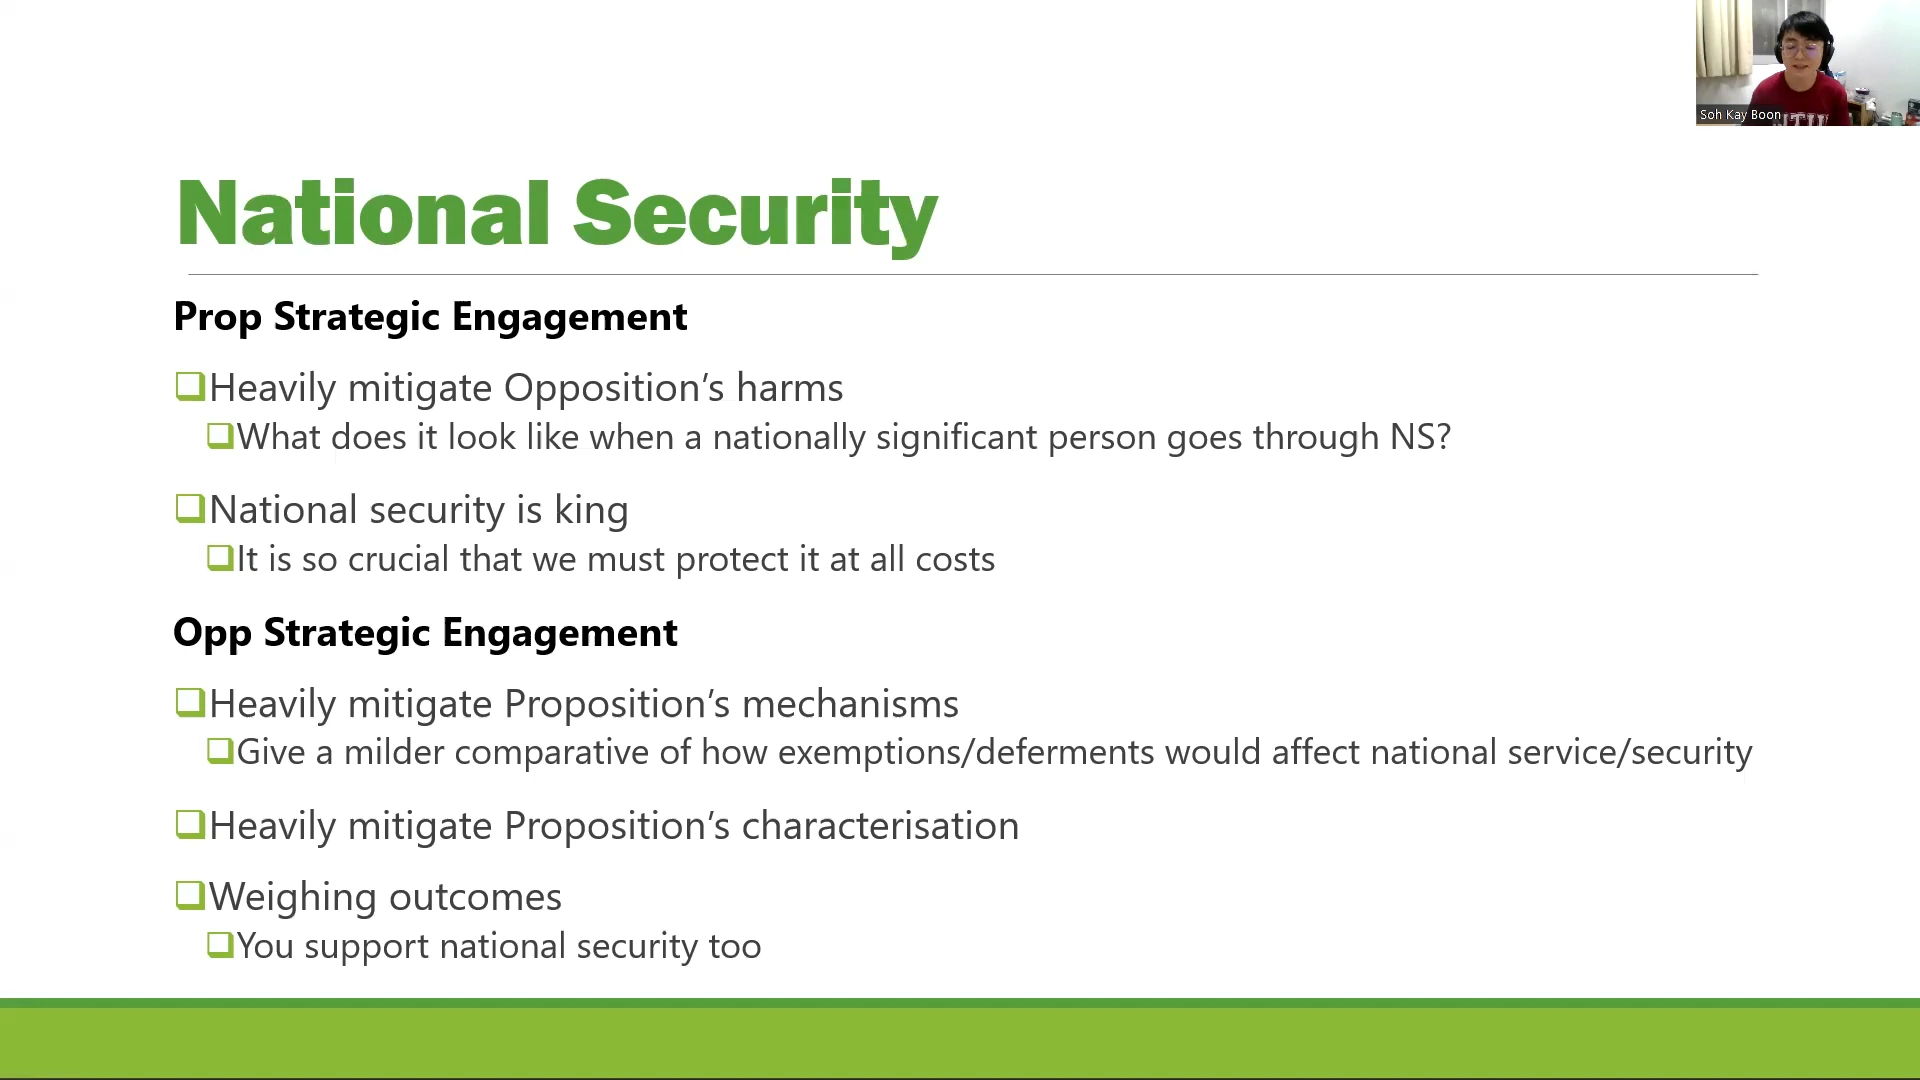 Soh Kay Boon
National Security
Prop Strategic Engagement
Heavily mitigate Opposition’s harms
What does it look like when a nationally significant person goes through NS?
National security is king
It is so crucial that we must protect it at all costs
Opp Strategic Engagement
Heavily mitigate Proposition’s mechanisms
Give a milder comparative of how exemptions/deferments would affect national service/security
Heavily mitigate Proposition’s characterisation
Weighing outcomes
You support national security too